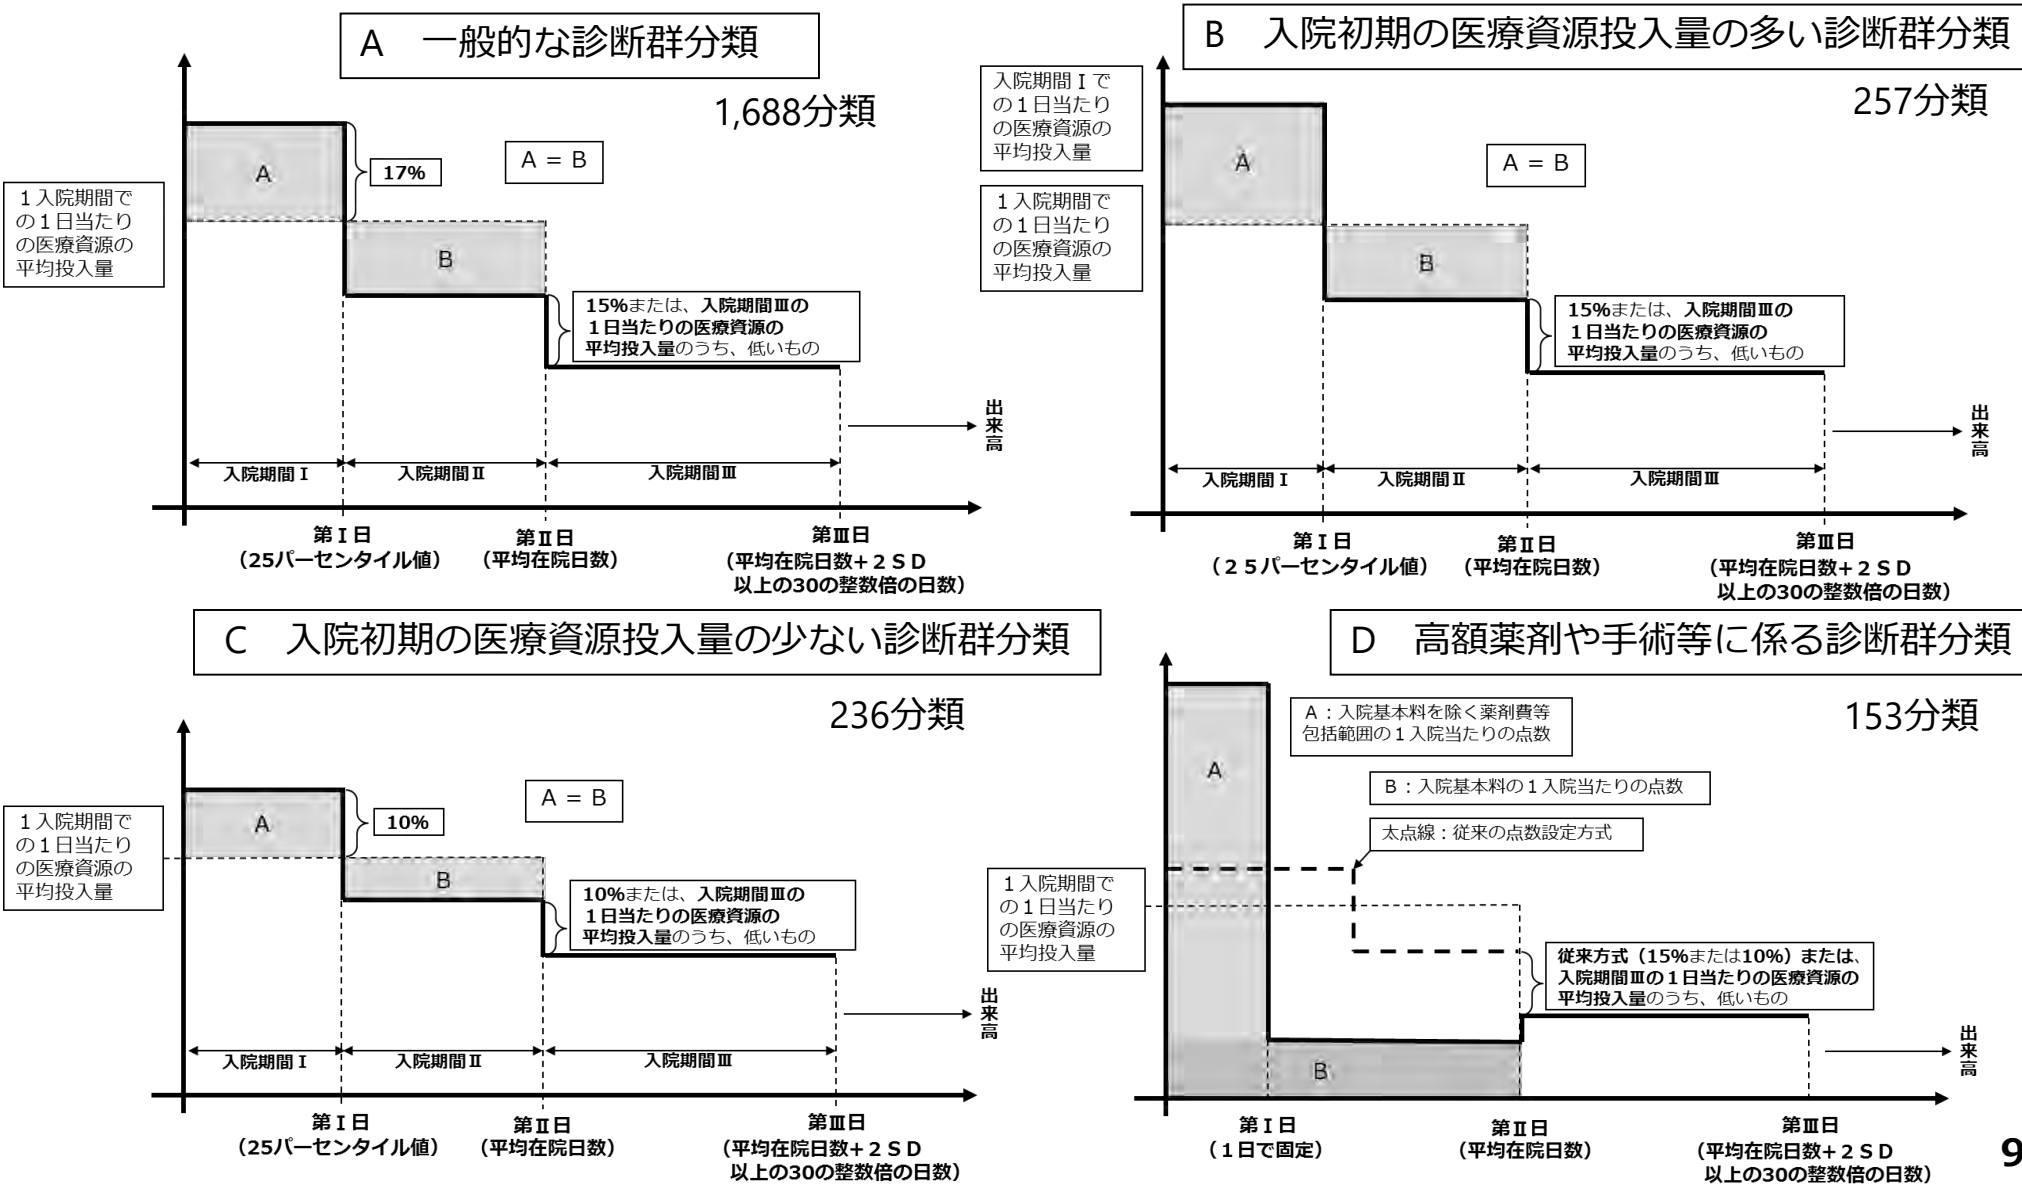 A　一般的な診断群分類
1,688分類
A = B
A
17%
１入院期間で
の１日当たり
の医療資源の
平均投入量
B
15%または、入院期間Ⅲの
１日当たりの医療資源の
平均投入量のうち、低いもの
出来高
入院期間Ⅰ
入院期間Ⅱ
入院期間Ⅲ
第Ⅰ日
（25パーセンタイル値）
第Ⅱ日
（平均在院日数）
第Ⅲ日
（平均在院日数+２ＳＤ
以上の30の整数倍の日数）
B　入院初期の医療資源投入量の多い診断群分類
257分類
入院期間Ⅰで
の１日当たり
の医療資源の
平均投入量
A
A = B
１入院期間で
の１日当たり
の医療資源の
平均投入量
B
15%または、入院期間Ⅲの
１日当たりの医療資源の
平均投入量のうち、低いもの
出来高
入院期間Ⅰ
入院期間Ⅱ
入院期間Ⅲ
第Ⅰ日
（２５パーセンタイル値）
第Ⅱ日
（平均在院日数）
第Ⅲ日
（平均在院日数+２ＳＤ
以上の30の整数倍の日数）
C　入院初期の医療資源投入量の少ない診断群分類
236分類
A = B
A
10%
１入院期間で
の１日当たり
の医療資源の
平均投入量
B
10%または、入院期間Ⅲの
１日当たりの医療資源の
平均投入量のうち、低いもの
出来高
入院期間Ⅰ
入院期間Ⅱ
入院期間Ⅲ
第Ⅰ日
（25パーセンタイル値）
第Ⅱ日
（平均在院日数）
第Ⅲ日
（平均在院日数+２ＳＤ
以上の30の整数倍の日数）
D　高額薬剤や手術等に係る診断群分類
153分類
A：入院基本料を除く薬剤費等
包括範囲の１入院当たりの点数
A
B：入院基本料の１入院当たりの点数
太点線：従来の点数設定方式
１入院期間で
の１日当たり
の医療資源の
平均投入量
従来方式（15%または10%）または、
入院期間Ⅲの１日当たりの医療資源の
平均投入量のうち、低いもの
B
出来高
第Ⅰ日
（１日で固定）
第Ⅱ日
（平均在院日数）
第Ⅲ日
（平均在院日数+２ＳＤ
以上の30の整数倍の日数）
9